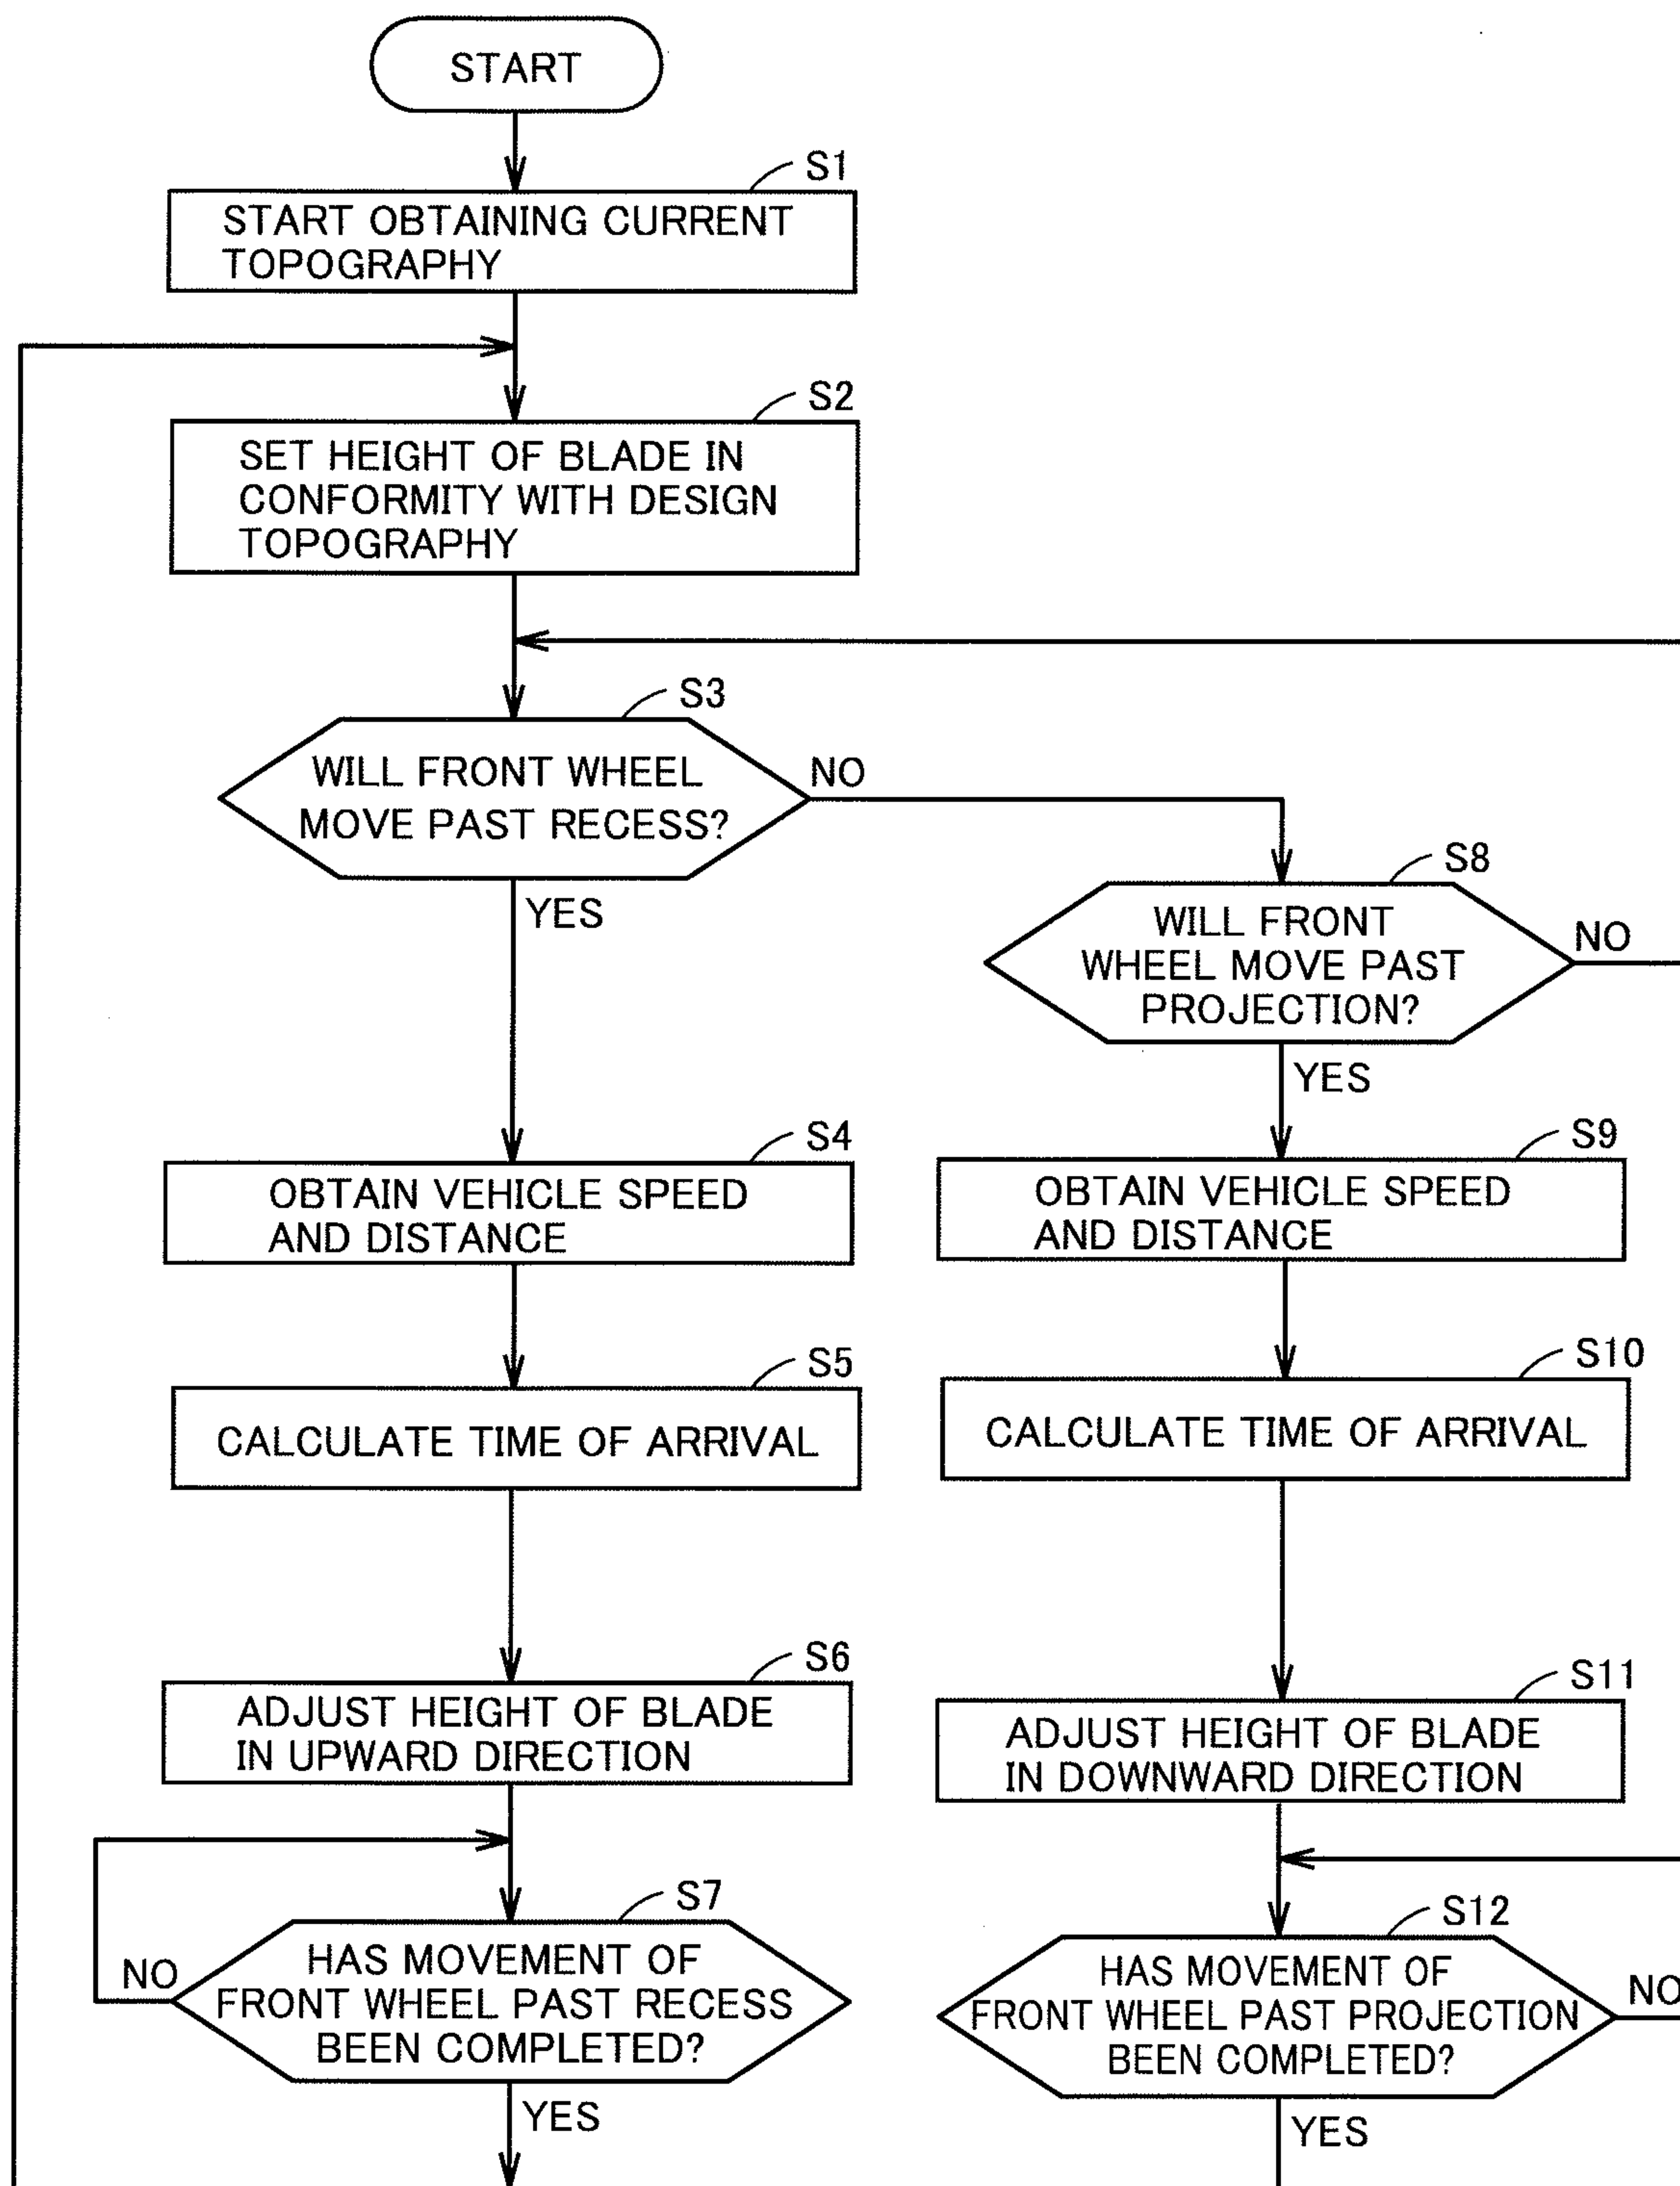 START
S1
START OBTAINING CURRENT
TOPOGRAPHY
S2
SET HEIGHT OF BLADE IN
CONFORMITY WITH DESIGN
TOPOGRAPHY
S3
WILL FRONT WHEEL
MOVE PAST RECESS?
NO
YES
S8
WILL FRONT
WHEEL MOVE PAST
PROJECTION?
NO
YES
S4
OBTAIN VEHICLE SPEED
AND DISTANCE
S9
OBTAIN VEHICLE SPEED
AND DISTANCE
S5
CALCULATE TIME OF ARRIVAL
S10
CALCULATE TIME OF ARRIVAL
S6
ADJUST HEIGHT OF BLADE
IN UPWARD DIRECTION
S11
ADJUST HEIGHT OF BLADE
IN DOWNWARD DIRECTION
S7
HAS MOVEMENT OF
FRONT WHEEL PAST RECESS
BEEN COMPLETED?
NO
YES
S12
HAS MOVEMENT OF
FRONT WHEEL PAST PROJECTION
BEEN COMPLETED?
NO
YES